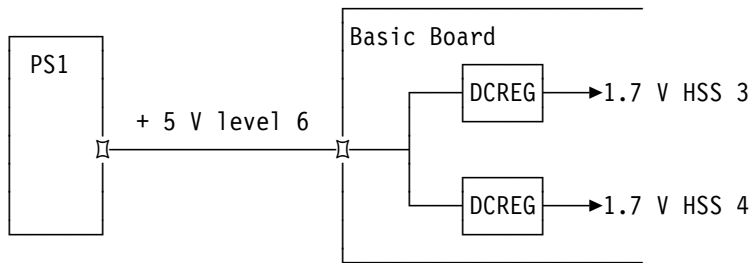 Basic Board
PS1
DCREG
1.7 V HSS 3
+ 5 V level 6
DCREG
1.7 V HSS 4